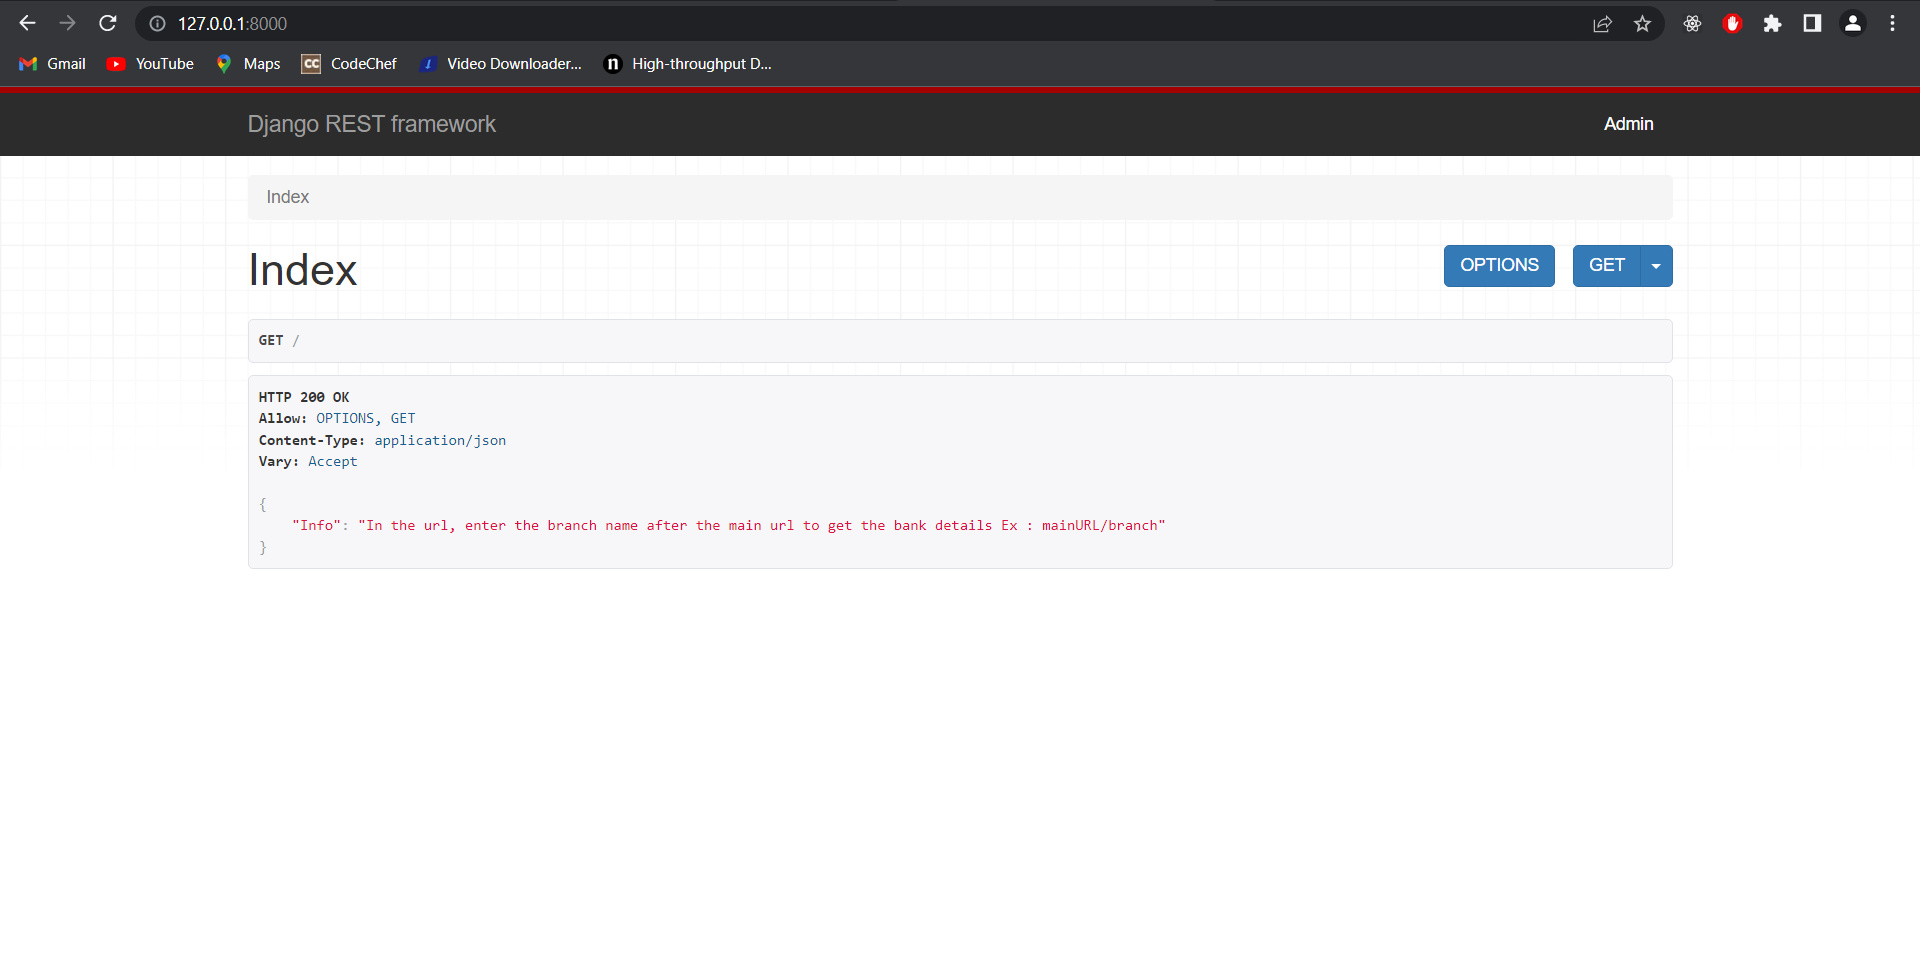 127.0.0.1:8000
Gmail YouTube Maps CC CodeChef Video Downloader... n High-throughput D...
Django REST framework Admin
Index
Index OPTIONS GET
GET /
HTTP 200 OK
Allow: OPTIONS, GET
Content-Type: application/json
Vary: Accept
{
"Info": "In the url, enter the branch name after the main url to get the bank details Ex : mainURL/branch"
}